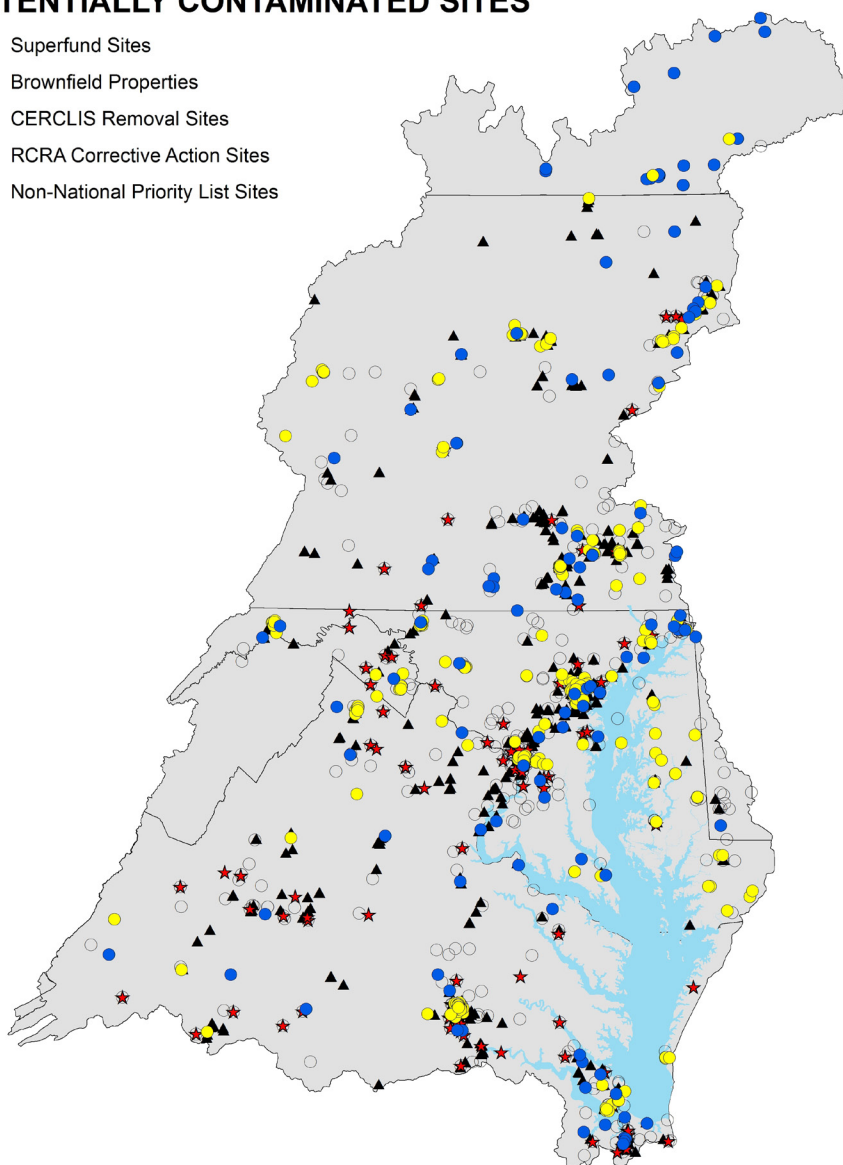 TENTIALLY CONTAMINATED SITES
Superfund Sites
Brownfield Properties
CERCLIS Removal Sites
RCRA Corrective Action Sites
Non-National Priority List Sites